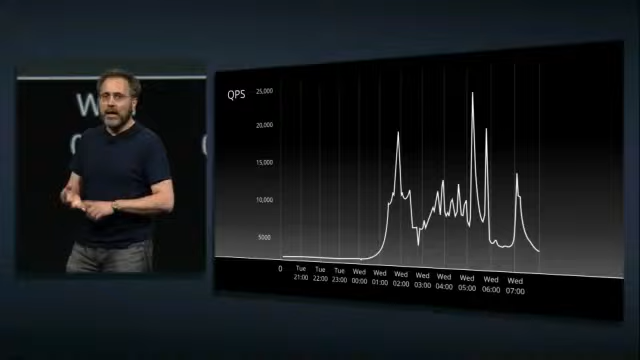 W
QPS
25,000
20,000
15,000
10,000
5000
0
Tue 21:00
Tue 22:00
Tue 23:00
Wed 00:00
Wed 01:00
Wed 02:00
Wed 03:00
Wed 04:00
Wed 05:00
Wed 06:00
Wed 07:00